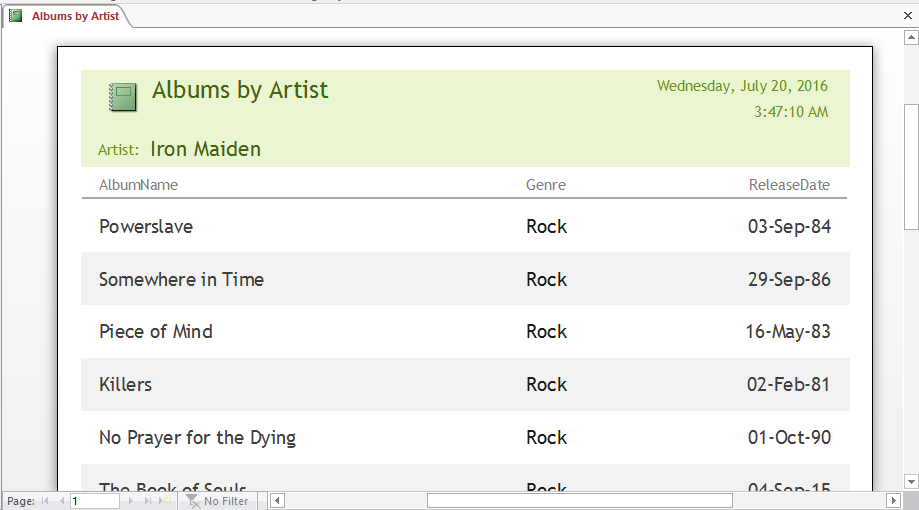 Albums by Artist
Albums by Artist
Wednesday, July 20, 2016
3:47:10 AM
Artist: Iron Maiden
AlbumName Genre ReleaseDate
Powerslave Rock 03-Sep-84
Somewhere in Time Rock 29-Sep-86
Piece of Mind Rock 16-May-83
Killers Rock 02-Feb-81
No Prayer for the Dying Rock 01-Oct-90
The Book of Souls Rock 04-Sep-15
Page: 1 No Filter